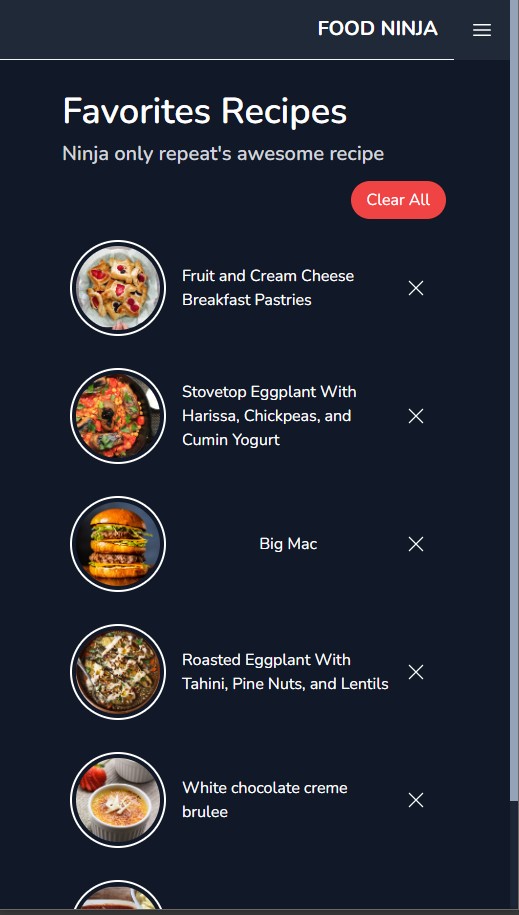 FOOD NINJA
Favorites Recipes
Ninja only repeat's awesome recipe
Clear All
Fruit and Cream Cheese
Breakfast Pastries
Stovetop Eggplant With
Harissa, Chickpeas, and
Cumin Yogurt
Big Mac
Roasted Eggplant With
Tahini, Pine Nuts, and Lentils
White chocolate creme
brulee